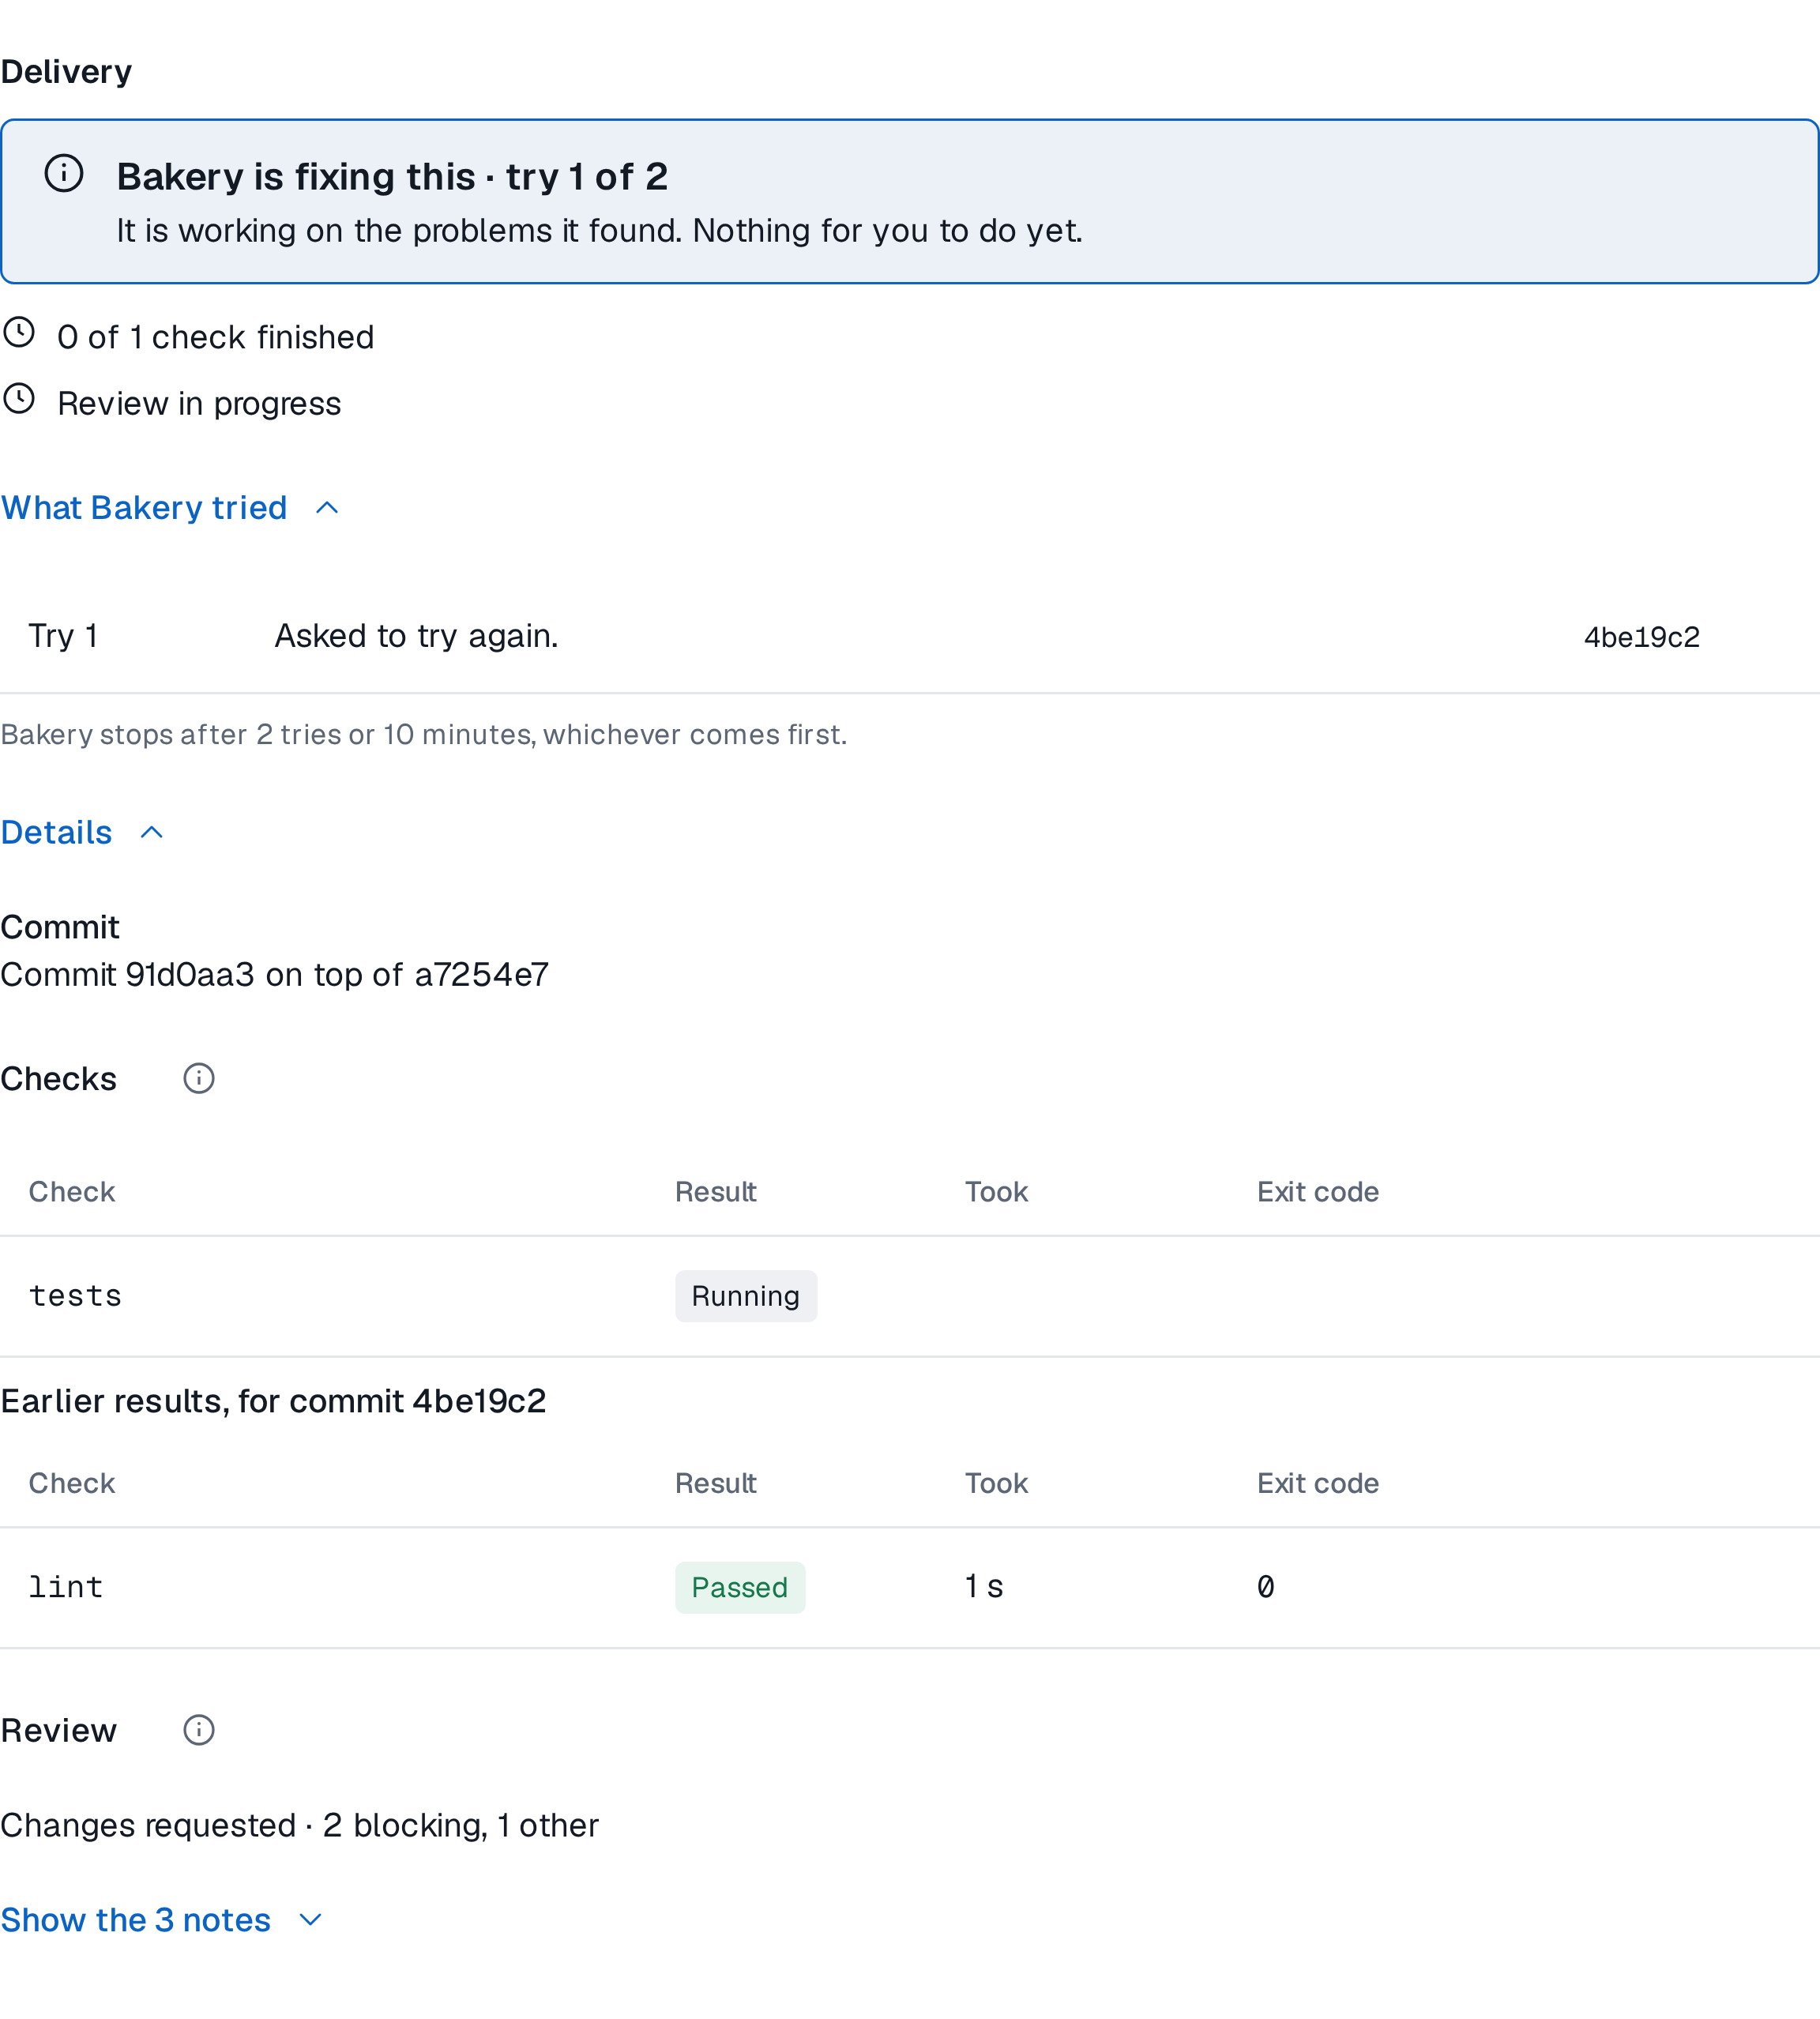 Delivery
Bakery is fixing this · try 1 of 2
It is working on the problems it found. Nothing for you to do yet.
0 of 1 check finished
Review in progress
What Bakery tried
Try 1 Asked to try again. 4be19c2
Bakery stops after 2 tries or 10 minutes, whichever comes first.
Details
Commit
Commit 91d0aa3 on top of a7254e7
Checks
Check Result Took Exit code
tests Running
Earlier results, for commit 4be19c2
Check Result Took Exit code
lint Passed 1 s 0
Review
Changes requested · 2 blocking, 1 other
Show the 3 notes